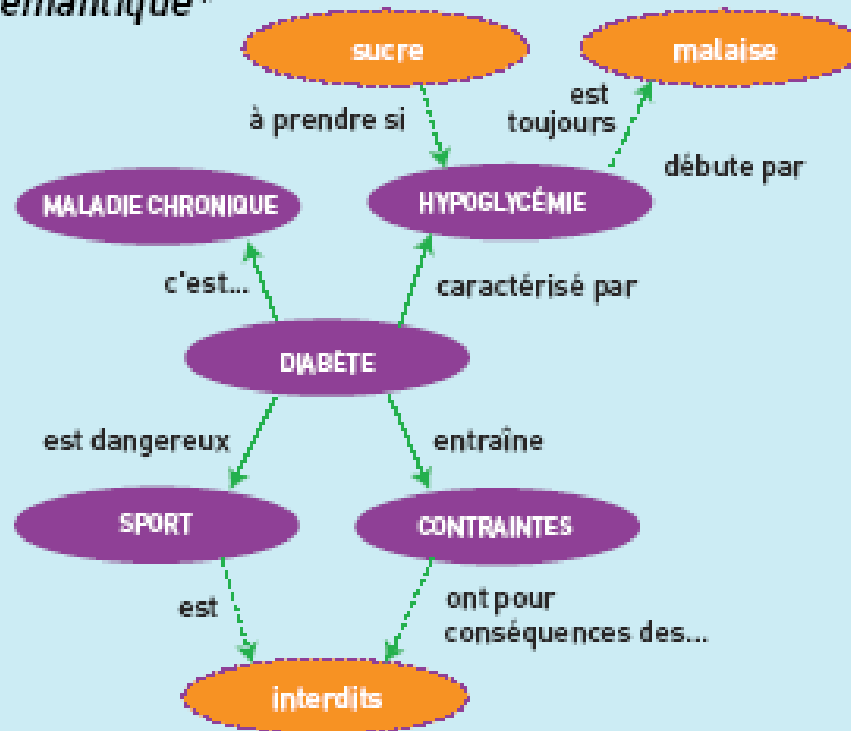 émantique"
sucre
malaise
à prendre si
est
toujours
débute par
MALADIE CHRONIQUE
HYPOGLYCÉMIE
c'est...
caractérisé par
DIABÈTE
est dangereux
entraîne
SPORT
CONTRAINTES
est
ont pour
conséquences des...
interdits